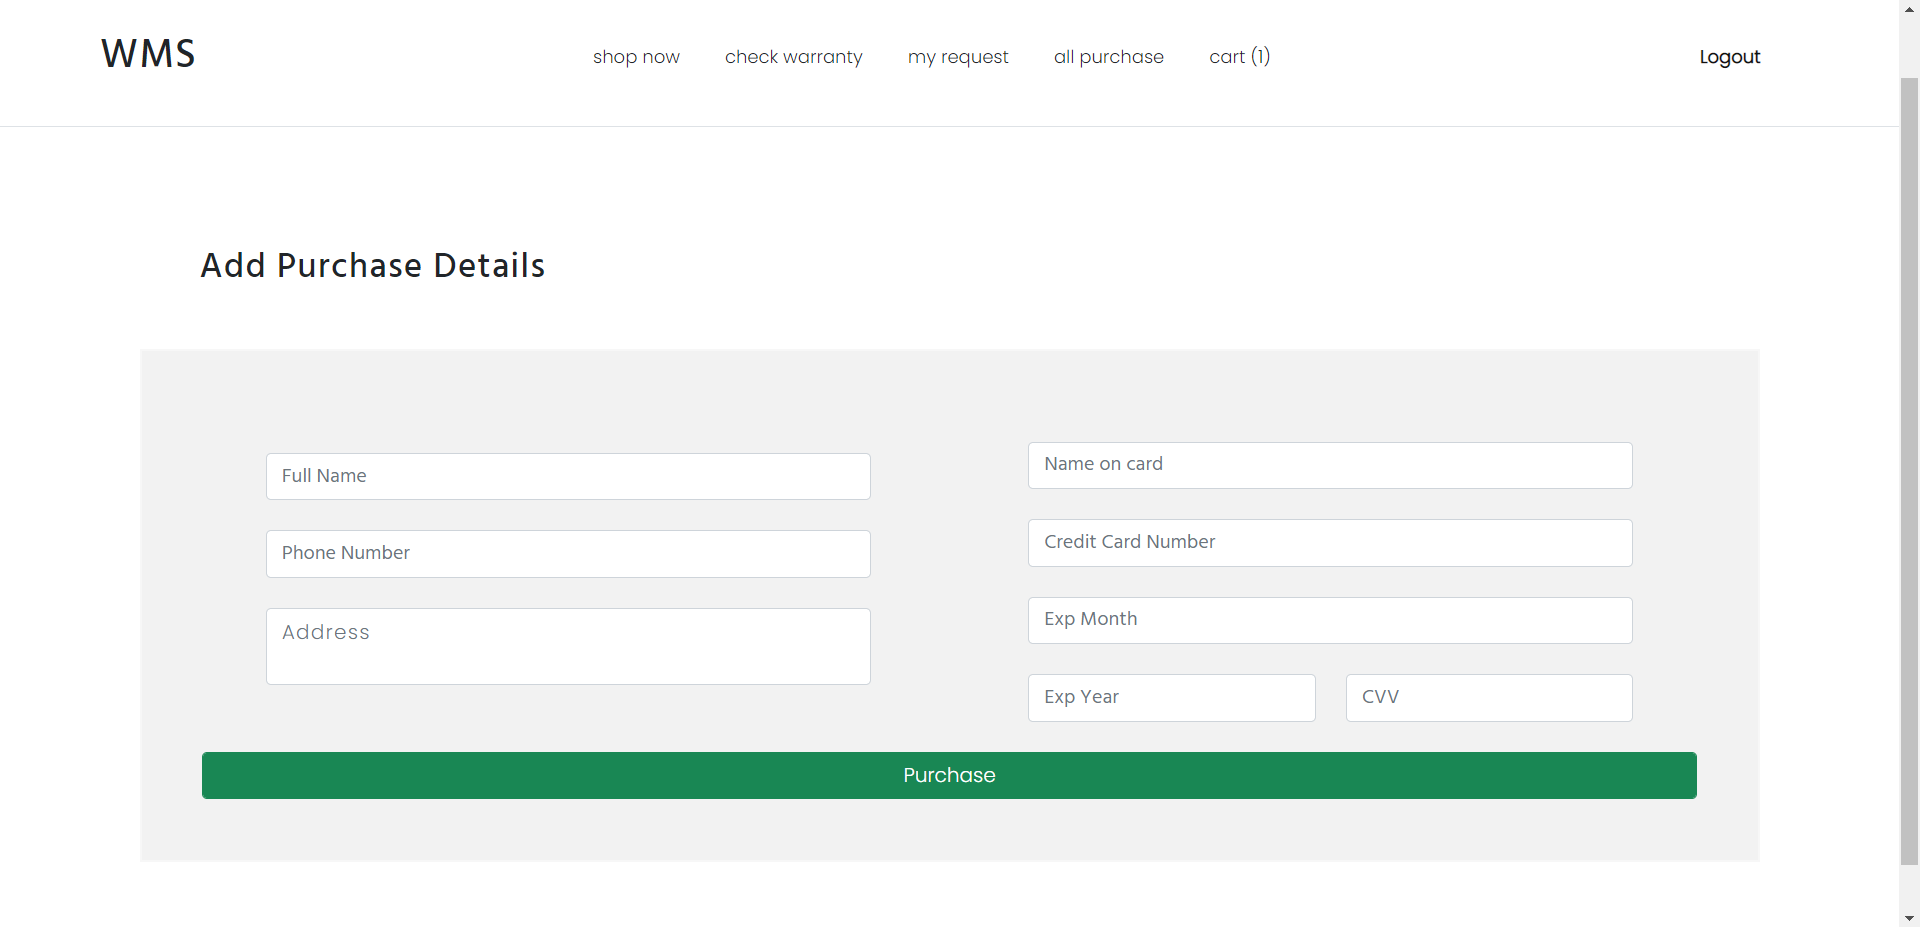 WMS
shop now check warranty my request all purchase cart (1) Logout
Add Purchase Details
Full Name
Phone Number
Address
Name on card
Credit Card Number
Exp Month
Exp Year CVV
Purchase